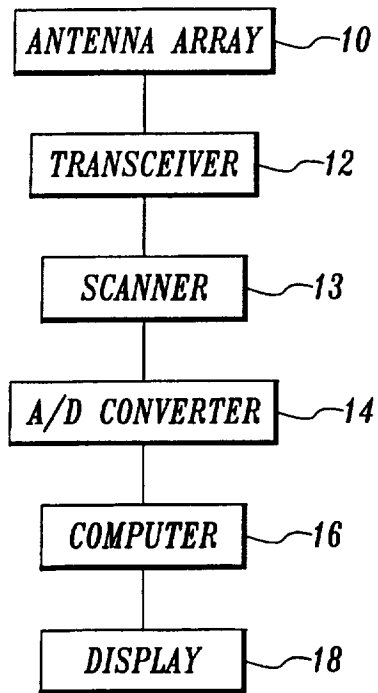 ANTENNA ARRAY 10
TRANSCEIVER 12
SCANNER 13
A/D CONVERTER 14
COMPUTER 16
DISPLAY 18